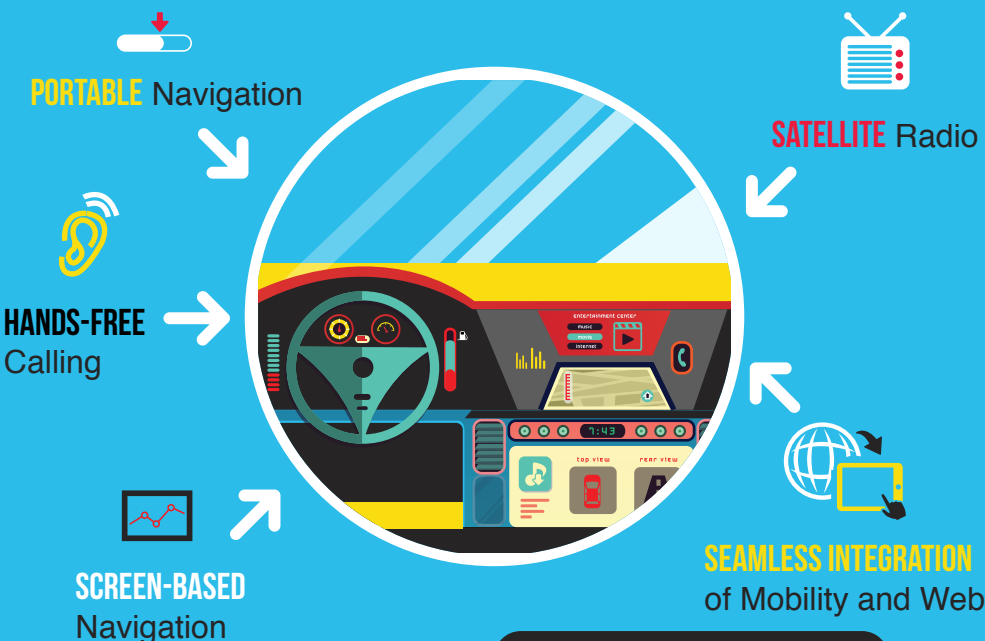 PORTABLE Navigation
SATELLITE Radio
HANDS-FREE
Calling
entertainment center
music
movie
internet
7:43
top view
rear view
SCREEN-BASED
Navigation
SEAMLESS INTEGRATION
of Mobility and Web